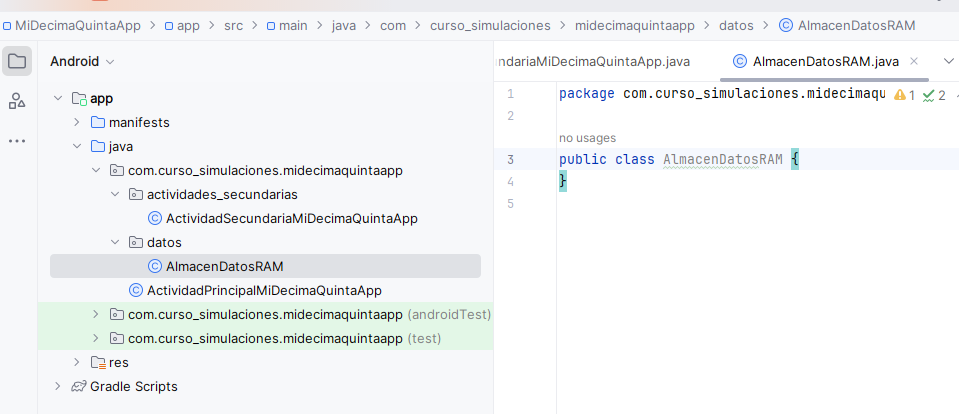 MiDecimaQuintaApp > app > src > main > java > com > curso_simulaciones > midecimaquintaapp > datos > AlmacenDatosRAM
Android
app
manifests
java
com.curso_simulaciones.midecimaquintaapp
actividades_secundarias
ActividadSecundariaMiDecimaQuintaApp
datos
AlmacenDatosRAM
ActividadPrincipalMiDecimaQuintaApp
com.curso_simulaciones.midecimaquintaapp (androidTest)
com.curso_simulaciones.midecimaquintaapp (test)
res
Gradle Scripts
ndariaMiDecimaQuintaApp.java
AlmacenDatosRAM.java
1 package com.curso_simulaciones.midecimaqu 1 2
2
no usages
3 public class AlmacenDatosRAM {
4 }
5